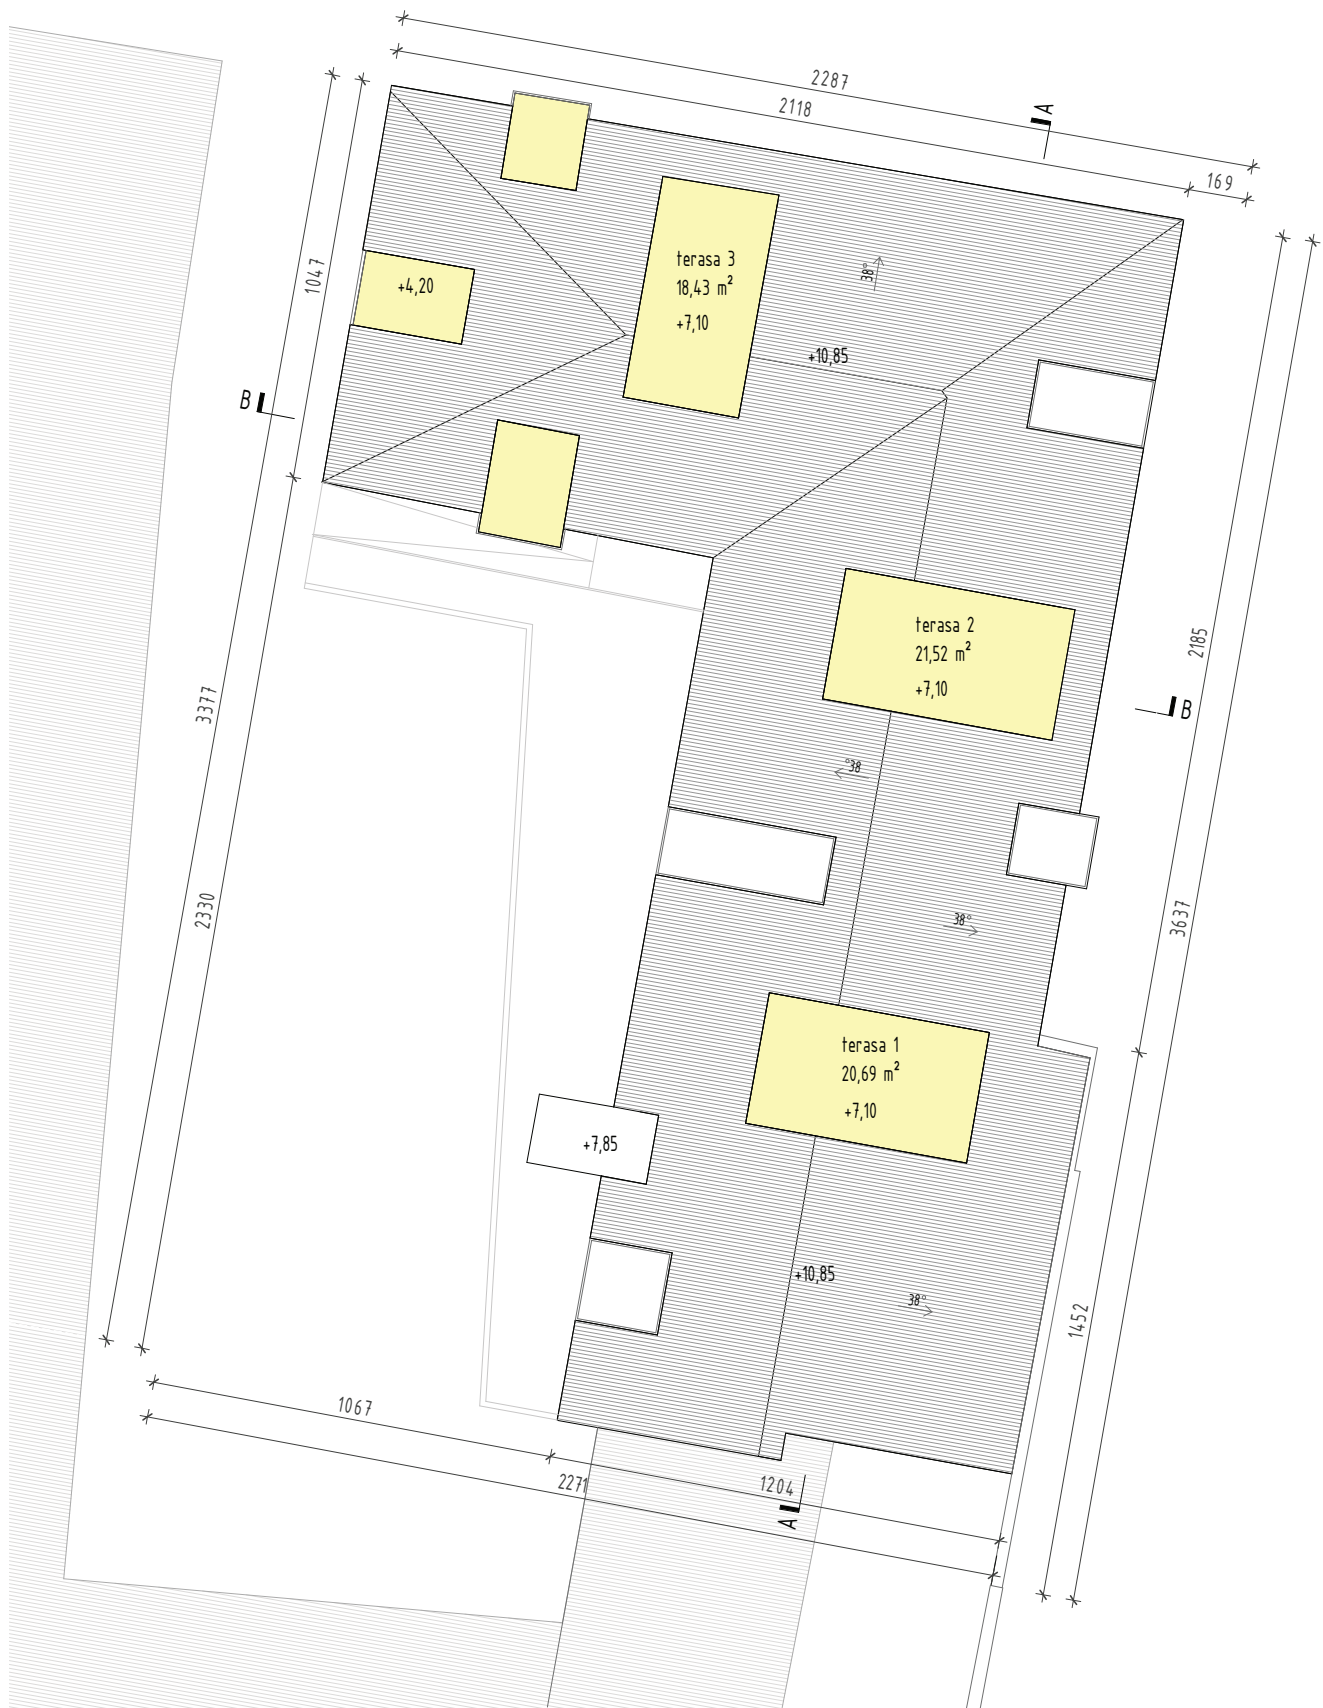 2287
2118
A
169
1047
+4,20
terasa 3
18,43 m²
+7,10
38°
+10,85
B
terasa 2
21,52 m²
+7,10
2185
B
3377
38°
2330
38°
3637
terasa 1
20,69 m²
+7,10
+7,85
+10,85
38°
1452
1067
2271
1204
A